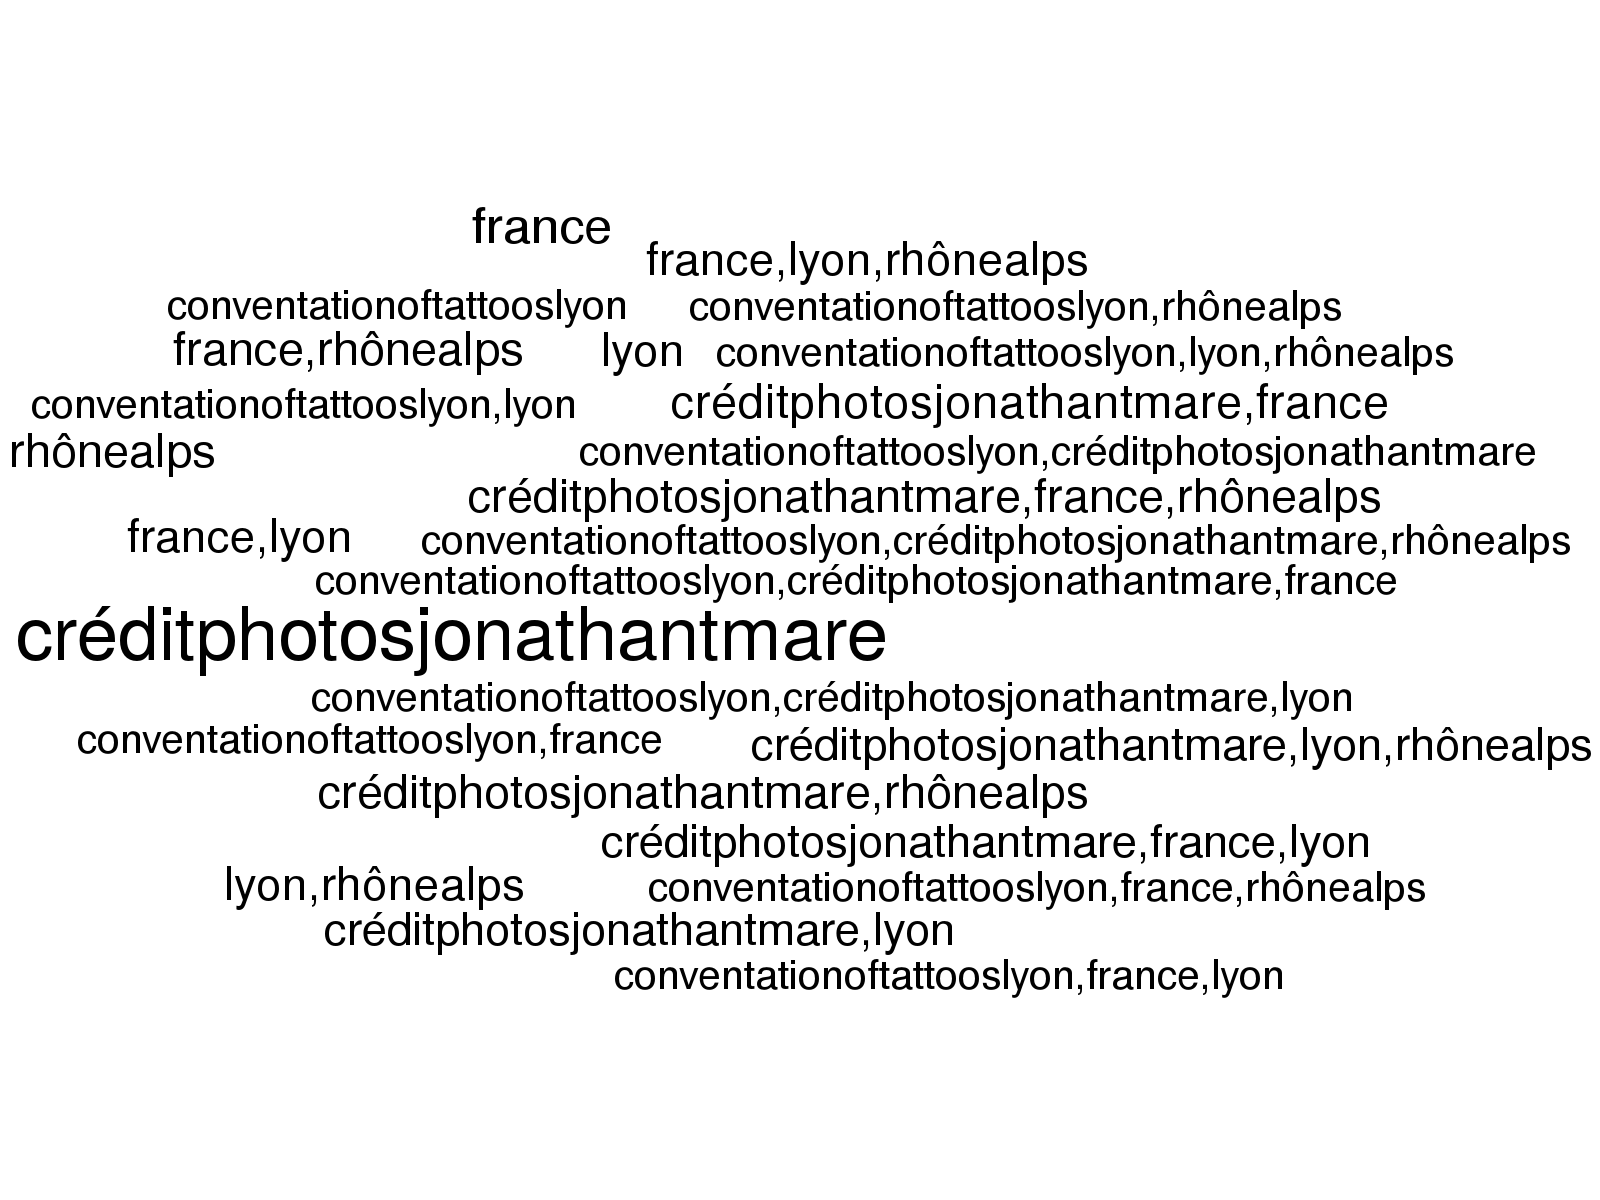 france
france,lyon,rhônealps
conventationoftattooslyon conventationoftattooslyon,rhônealps
france,rhônealps lyon conventationoftattooslyon,lyon,rhônealps
conventationoftattooslyon,lyon créditphotosjonathantmare,france
rhônealps conventationoftattooslyon,créditphotosjonathantmare
créditphotosjonathantmare,france,rhônealps
france,lyon conventationoftattooslyon,créditphotosjonathantmare,rhônealps
conventationoftattooslyon,créditphotosjonathantmare,france
créditphotosjonathantmare
conventationoftattooslyon,créditphotosjonathantmare,lyon
conventationoftattooslyon,france créditphotosjonathantmare,lyon,rhônealps
créditphotosjonathantmare,rhônealps
créditphotosjonathantmare,france,lyon
lyon,rhônealps conventationoftattooslyon,france,rhônealps
créditphotosjonathantmare,lyon
conventationoftattooslyon,france,lyon